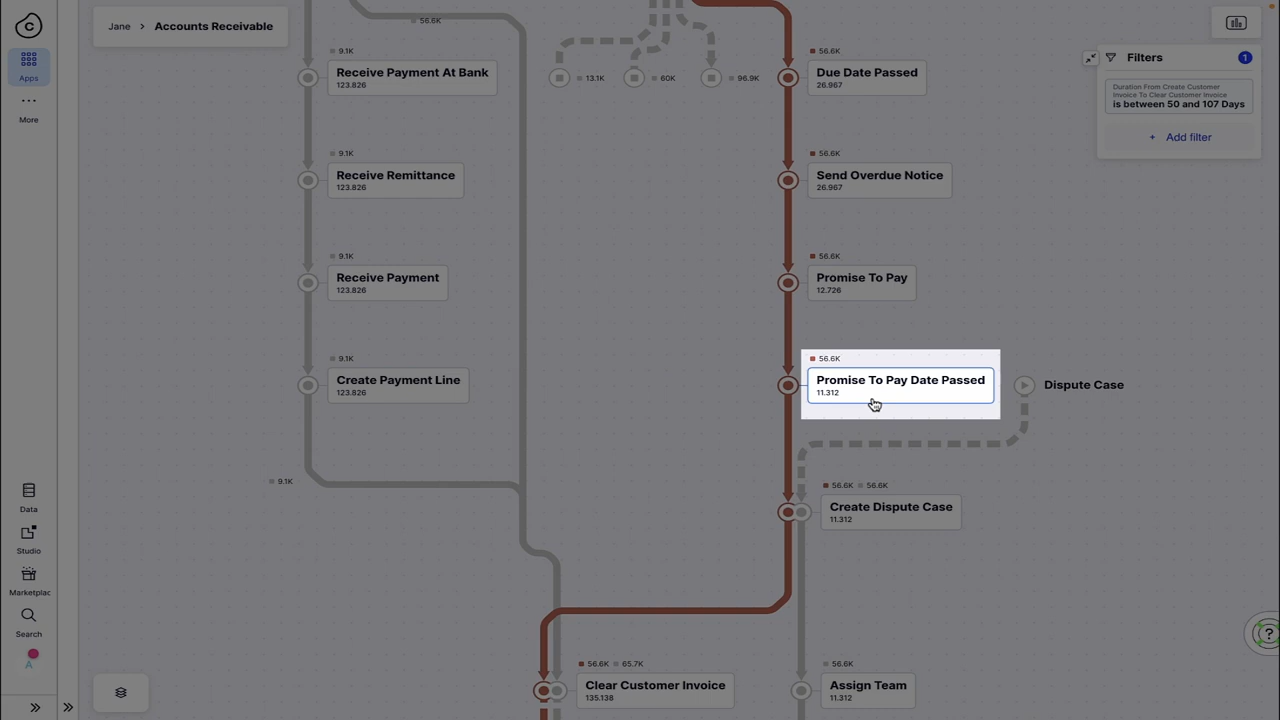 C
Apps
More
Data
Studio
Marketplac
Search
A
Jane > Accounts Receivable
56.6K
9.1K
Receive Payment At Bank
123.826
9.1K
Receive Remittance
123.826
9.1K
Receive Payment
123.826
9.1K
Create Payment Line
123.826
9.1K
13.1K
60K
96.9K
56.6K
Due Date Passed
26.967
56.6K
Send Overdue Notice
26.967
56.6K
Promise To Pay
12.726
56.6K
Promise To Pay Date Passed
11.312
Dispute Case
56.6K 56.6K
Create Dispute Case
11.312
56.6K 65.7K
Clear Customer Invoice
135.138
56.6K
Assign Team
11.312
Filters 1
Duration From Create Customer
Invoice To Clear Customer Invoice
is between 50 and 107 Days
+ Add filter
?